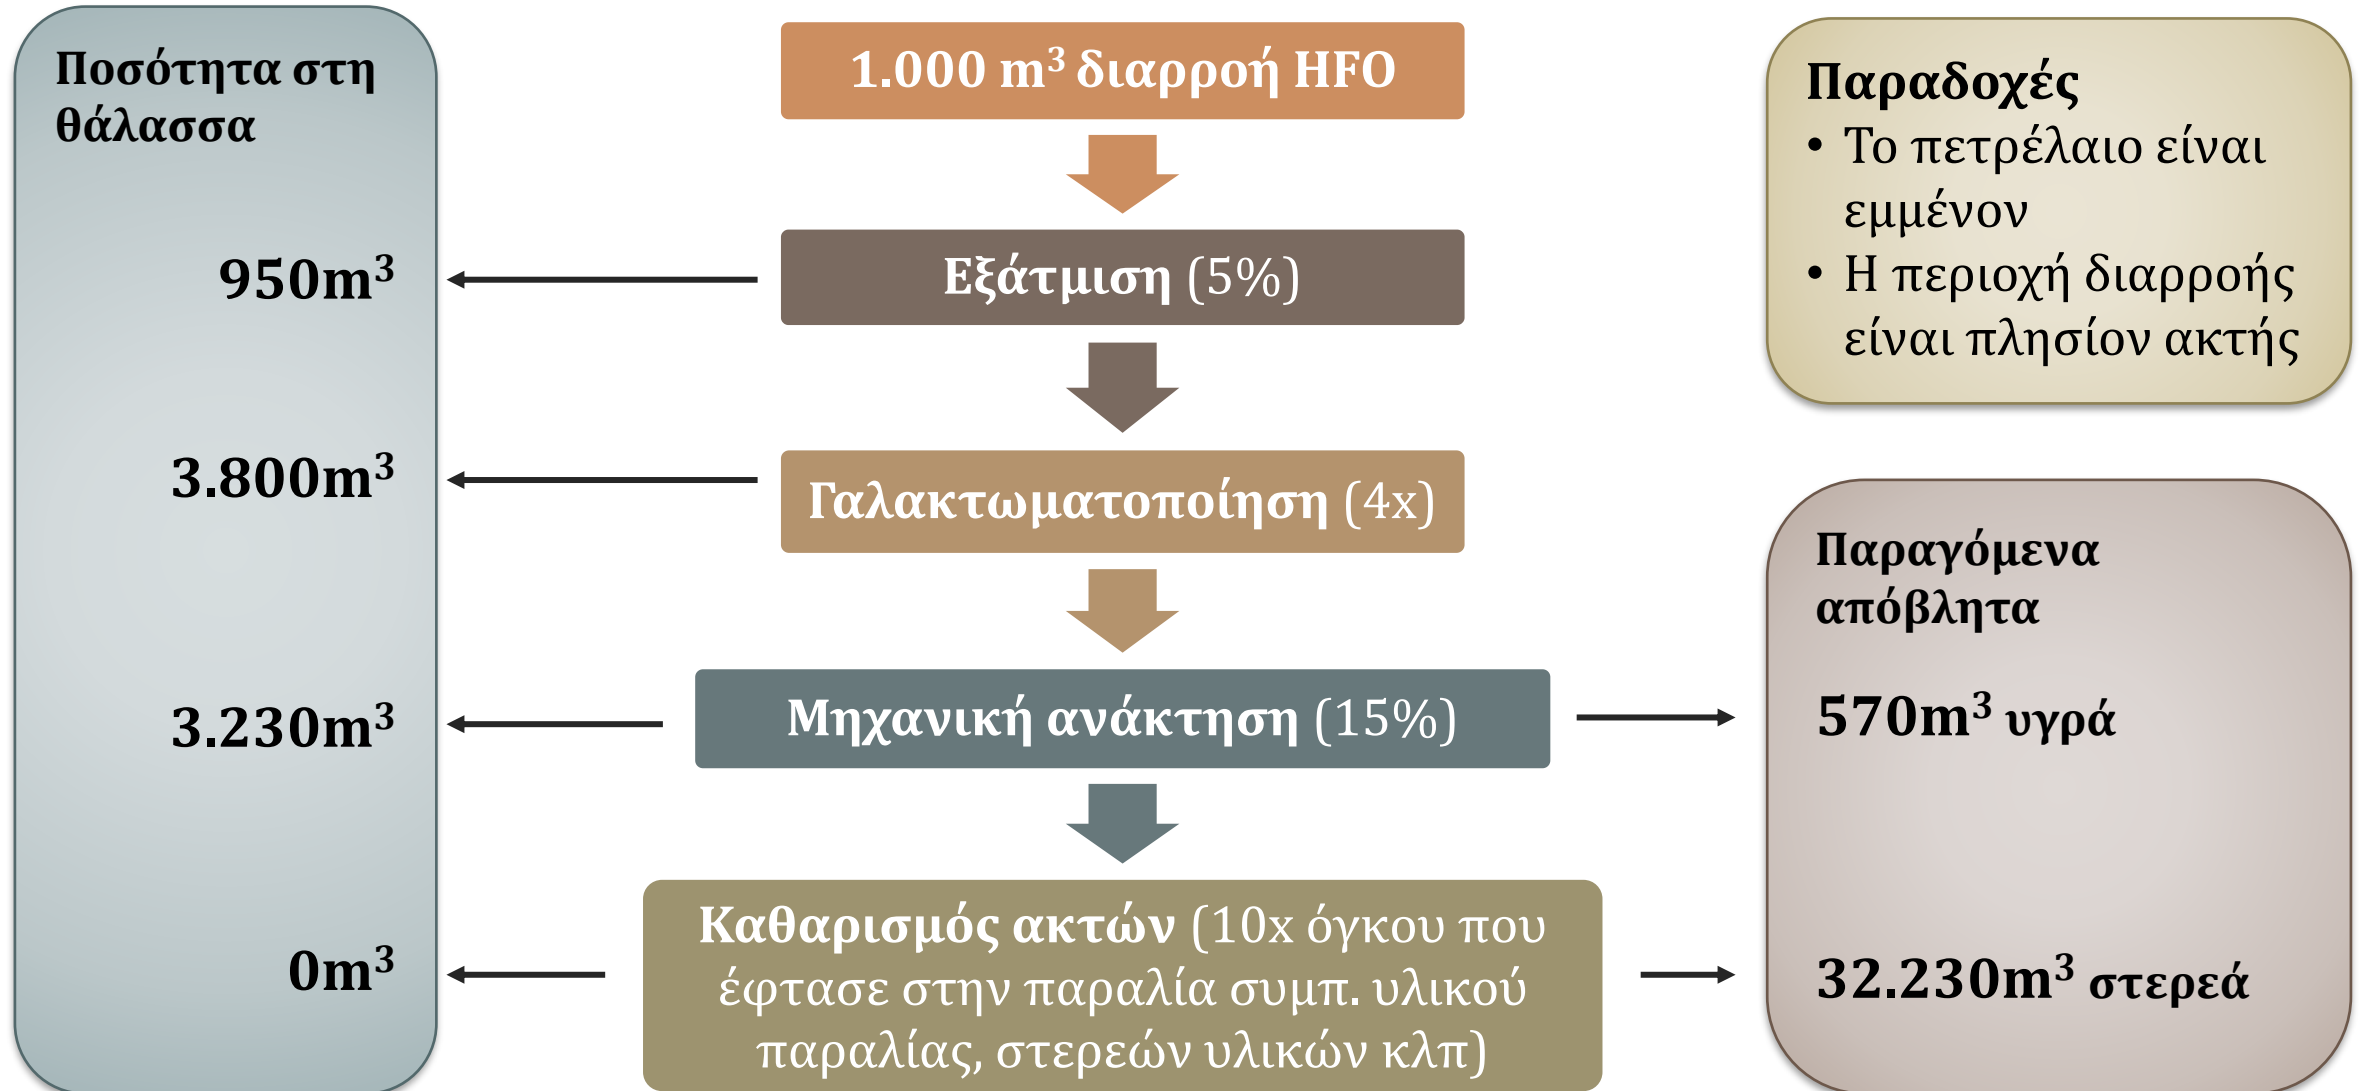 Ποσότητα στη
θάλασσα
950m³
3.800m³
3.230m³
0m³
1.000 m³ διαρροή HFO
Εξάτμιση (5%)
Γαλακτωματοποίηση (4x)
Μηχανική ανάκτηση (15%)
Καθαρισμός ακτών (10x όγκου που
έφτασε στην παραλία συμπ. υλικού
παραλίας, στερεών υλικών κλπ)
Παραδοχές
• Το πετρέλαιο είναι
εμμένον
• Η περιοχή διαρροής
είναι πλησίον ακτής
Παραγόμενα
απόβλητα
570m³ υγρά
32.230m³ στερεά